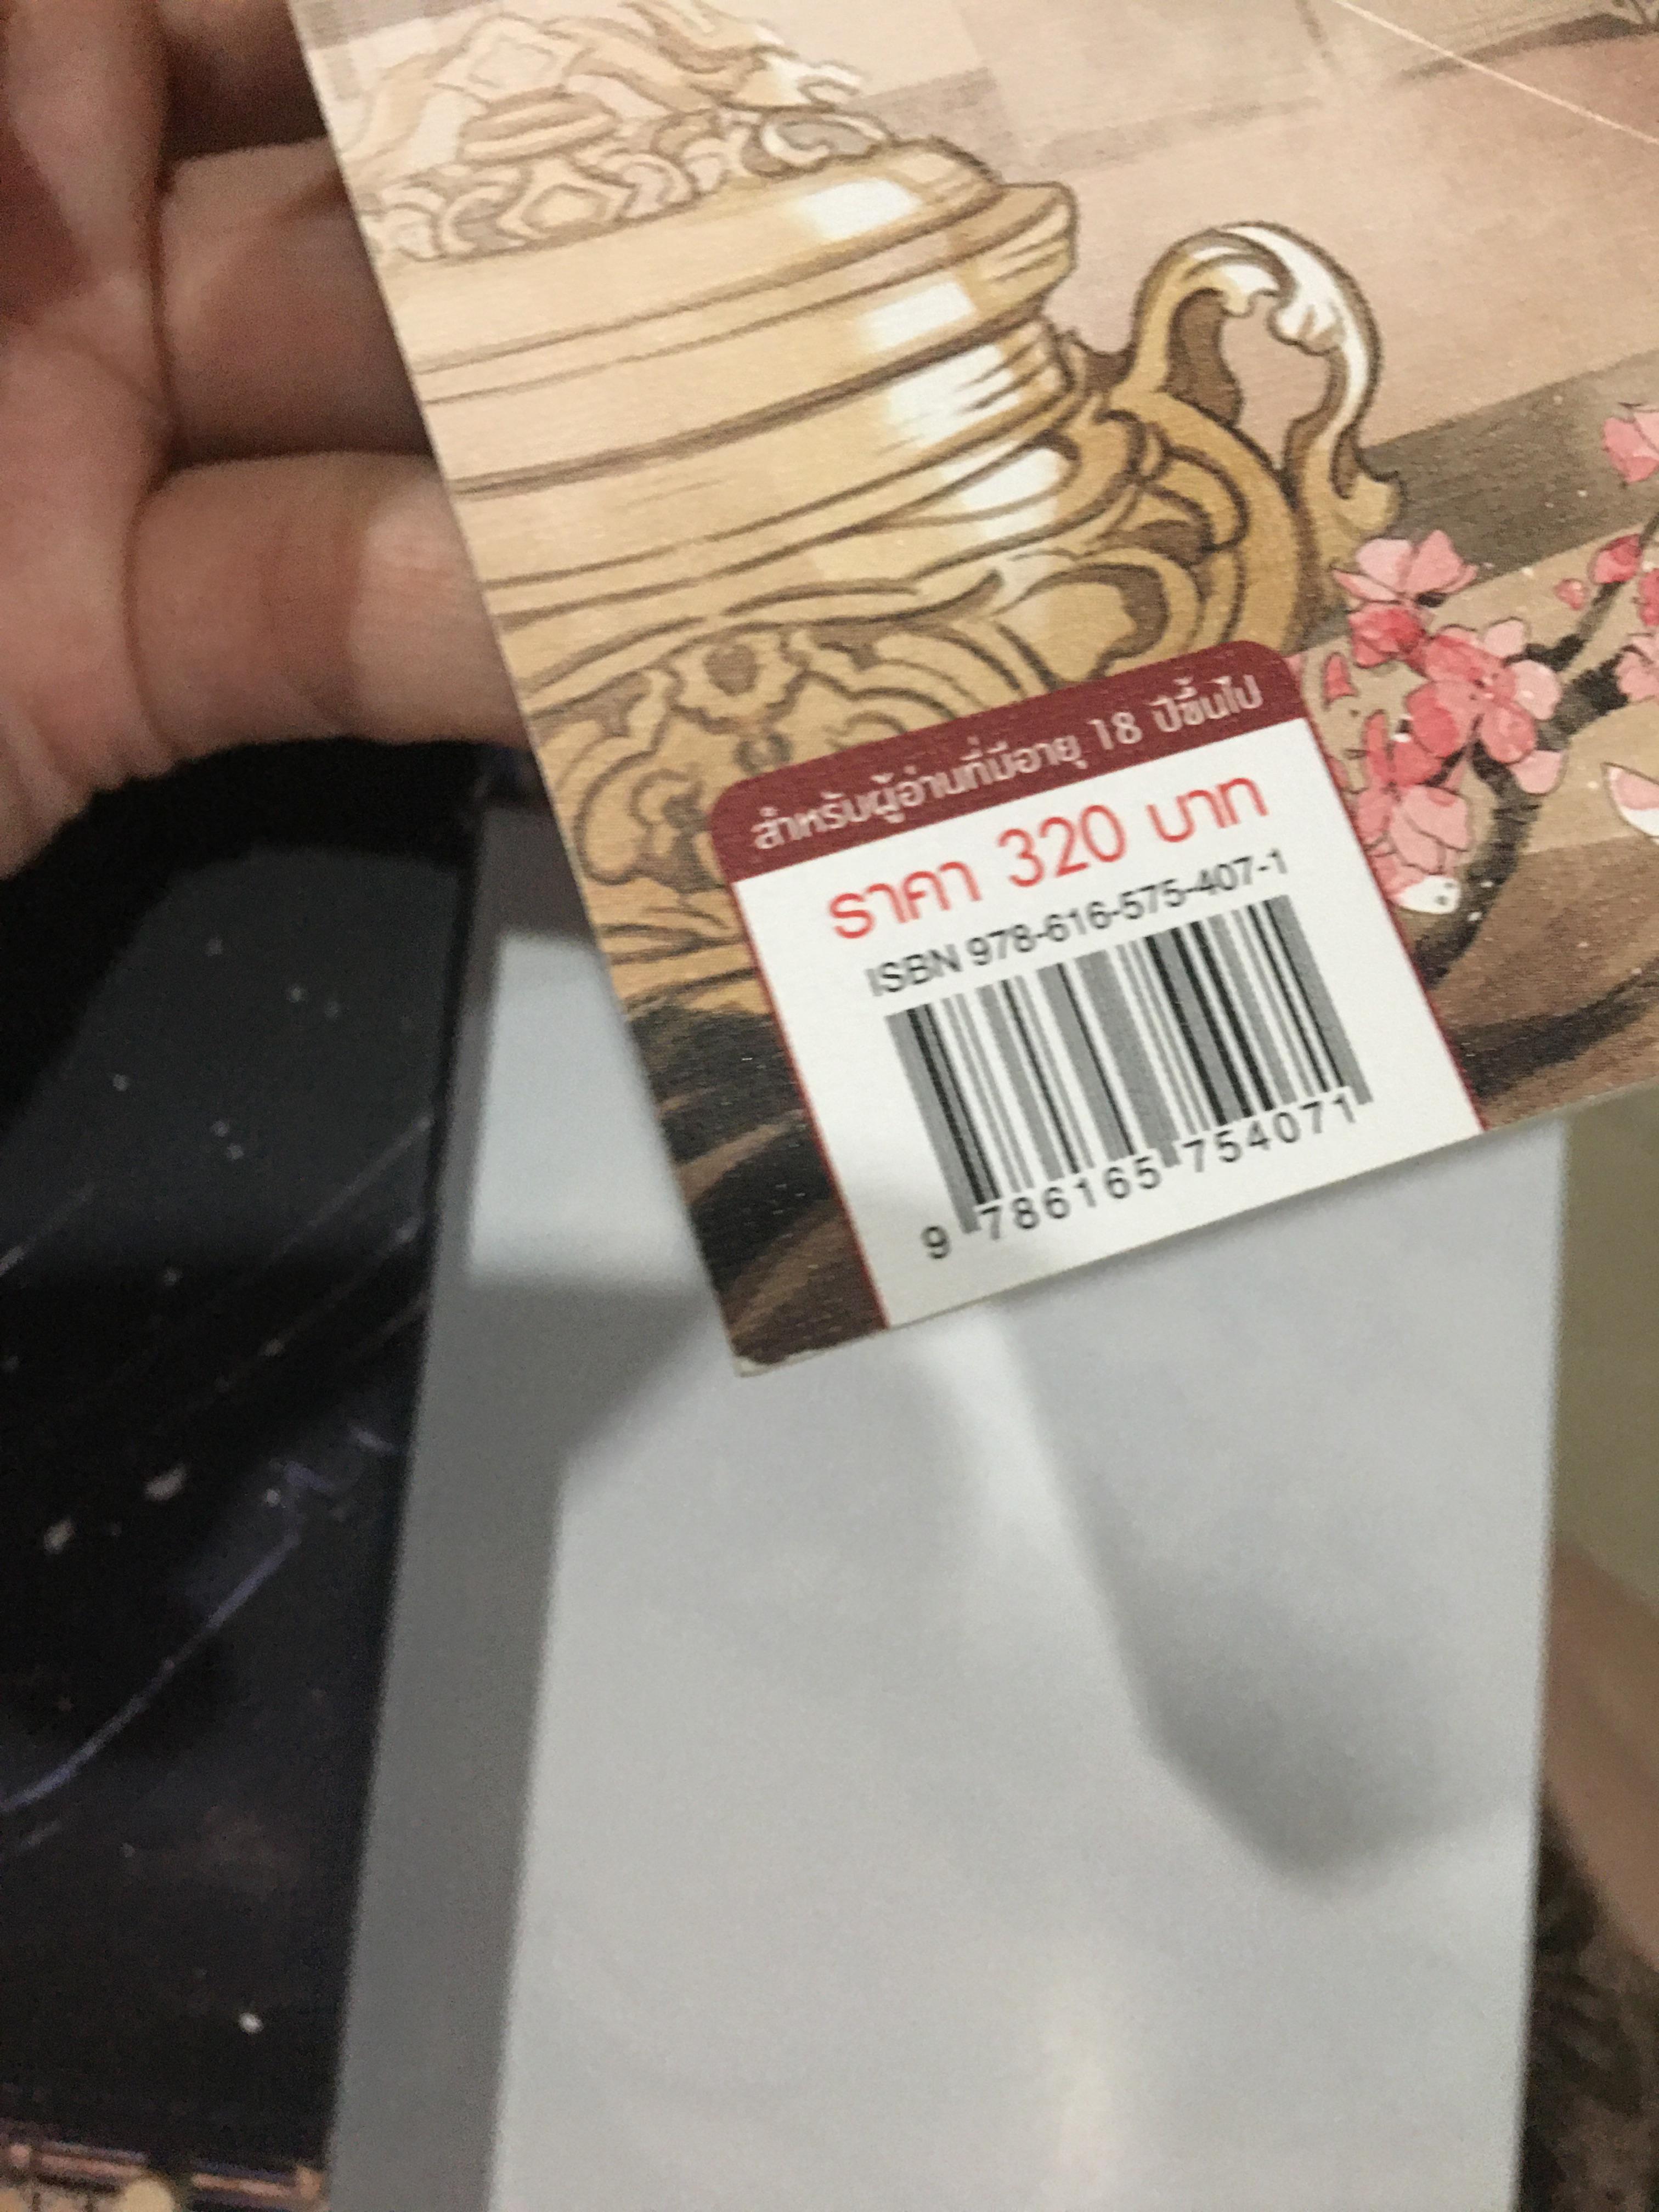 สำหรับผู้อ่านที่มีอายุ 18 ปีขึ้นไป
ราคา 320 บาท
ISBN 978-616-575-407-1
9 786165 754071